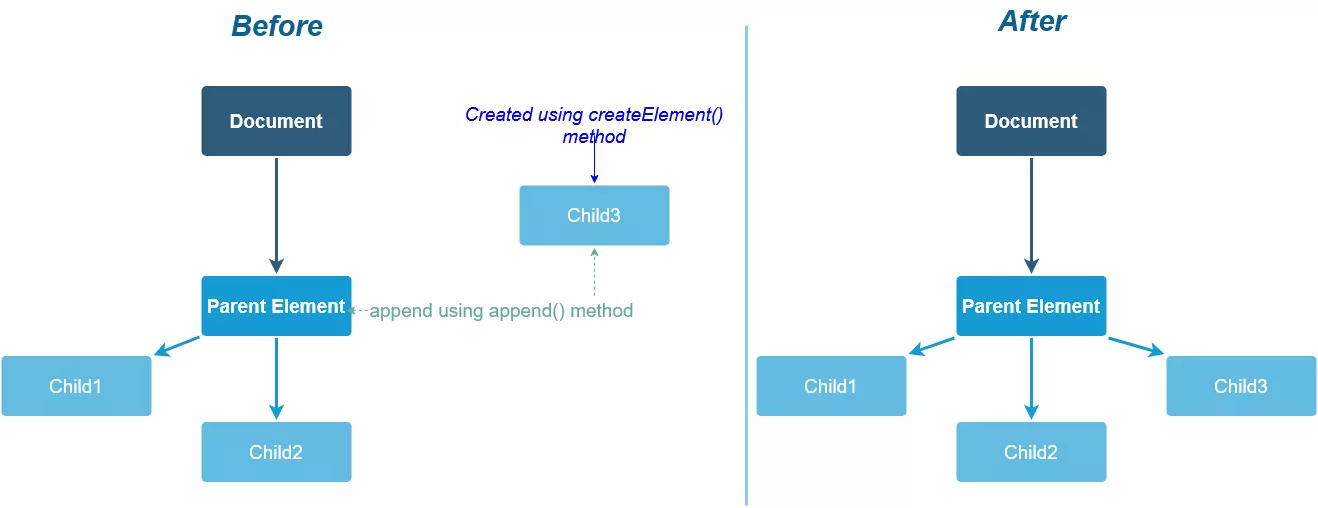 Before
Document
Created using createElement()
method
Child3
Parent Element
append using append() method
Child1
Child2
After
Document
Parent Element
Child1
Child3
Child2